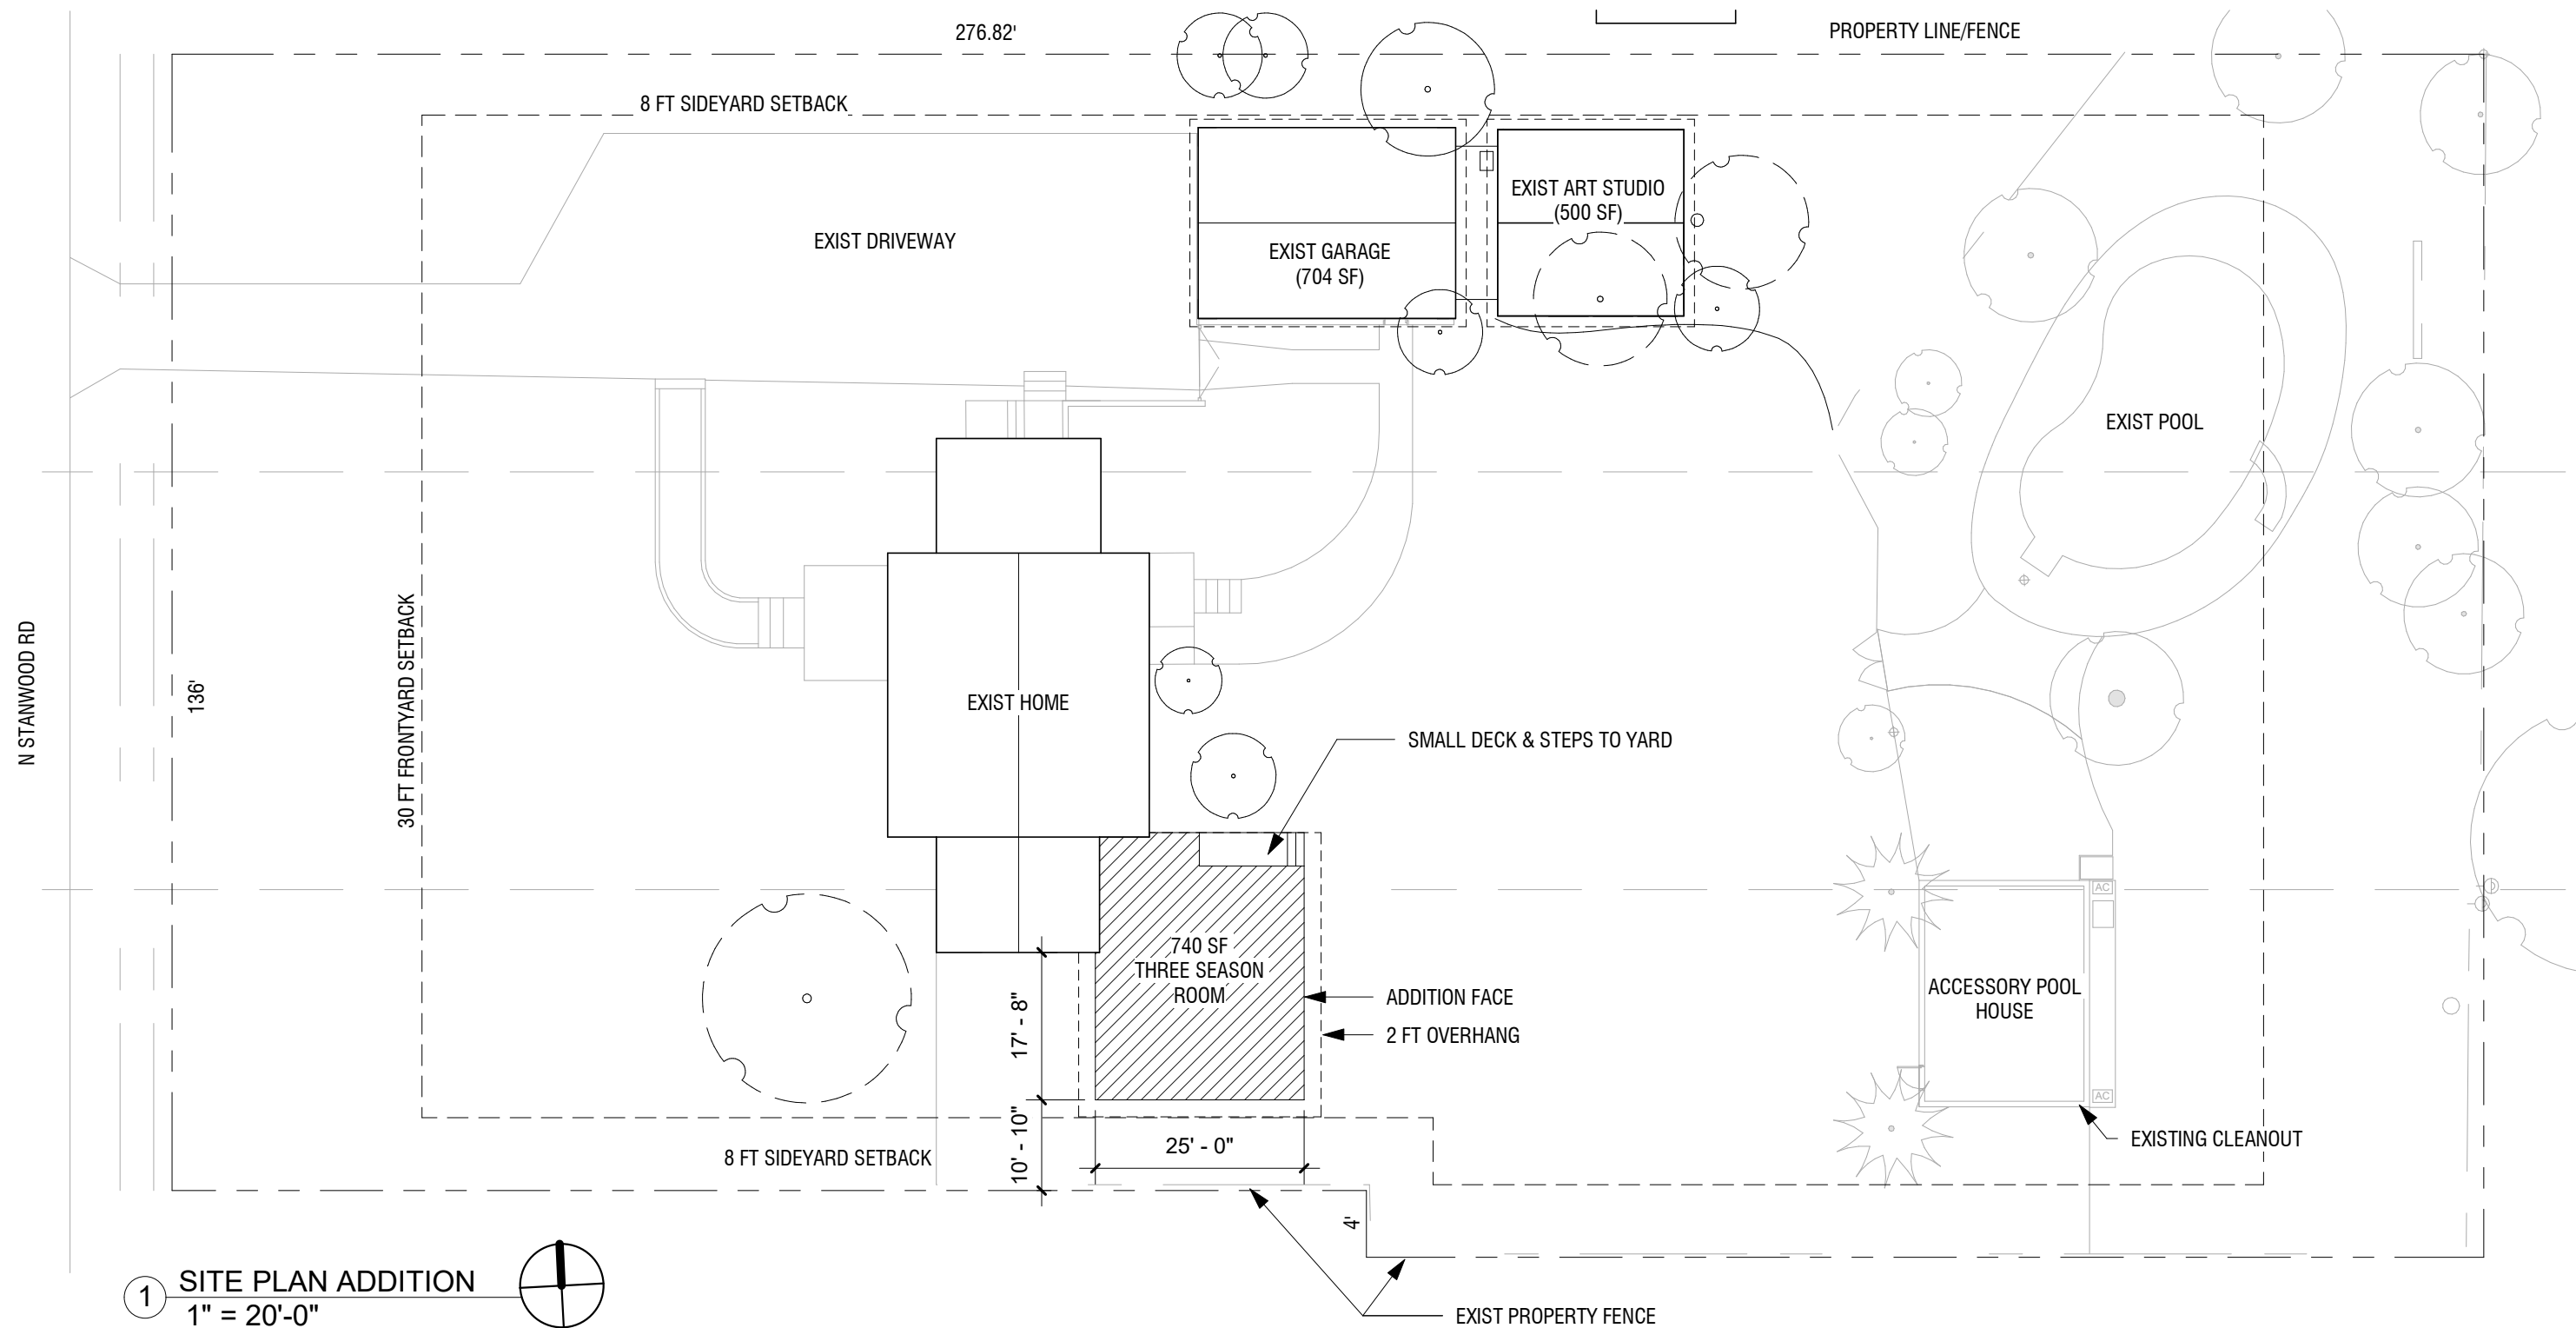 276.82'
PROPERTY LINE/FENCE
8 FT SIDEYARD SETBACK
EXIST ART STUDIO
(500 SF)
EXIST DRIVEWAY
EXIST GARAGE
(704 SF)
EXIST POOL
N STANWOOD RD
136'
30 FT FRONTYARD SETBACK
EXIST HOME
SMALL DECK & STEPS TO YARD
AC
740 SF
THREE SEASON
ROOM
ADDITION FACE
2 FT OVERHANG
17' - 8"
ACCESSORY POOL
HOUSE
AC
10' - 10"
25' - 0"
EXISTING CLEANOUT
8 FT SIDEYARD SETBACK
4'
1
SITE PLAN ADDITION
1" = 20'-0"
EXIST PROPERTY FENCE